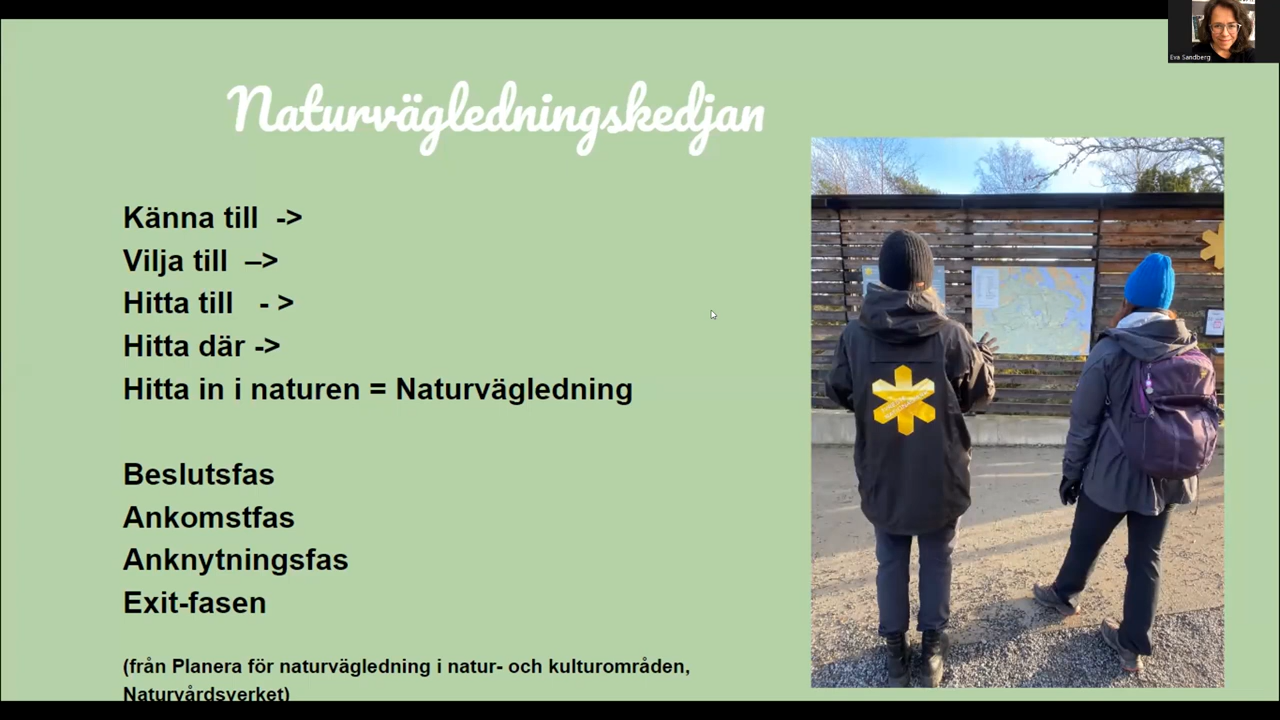 Eva Sandberg
Naturvägledningskedjan
Känna till ->
Vilja till –>
Hitta till - >
Hitta där ->
Hitta in i naturen = Naturvägledning
Beslutsfas
Ankomstfas
Anknytningsfas
Exit-fasen
(från Planera för naturvägledning i natur- och kulturområden,
Naturvårdsverket)